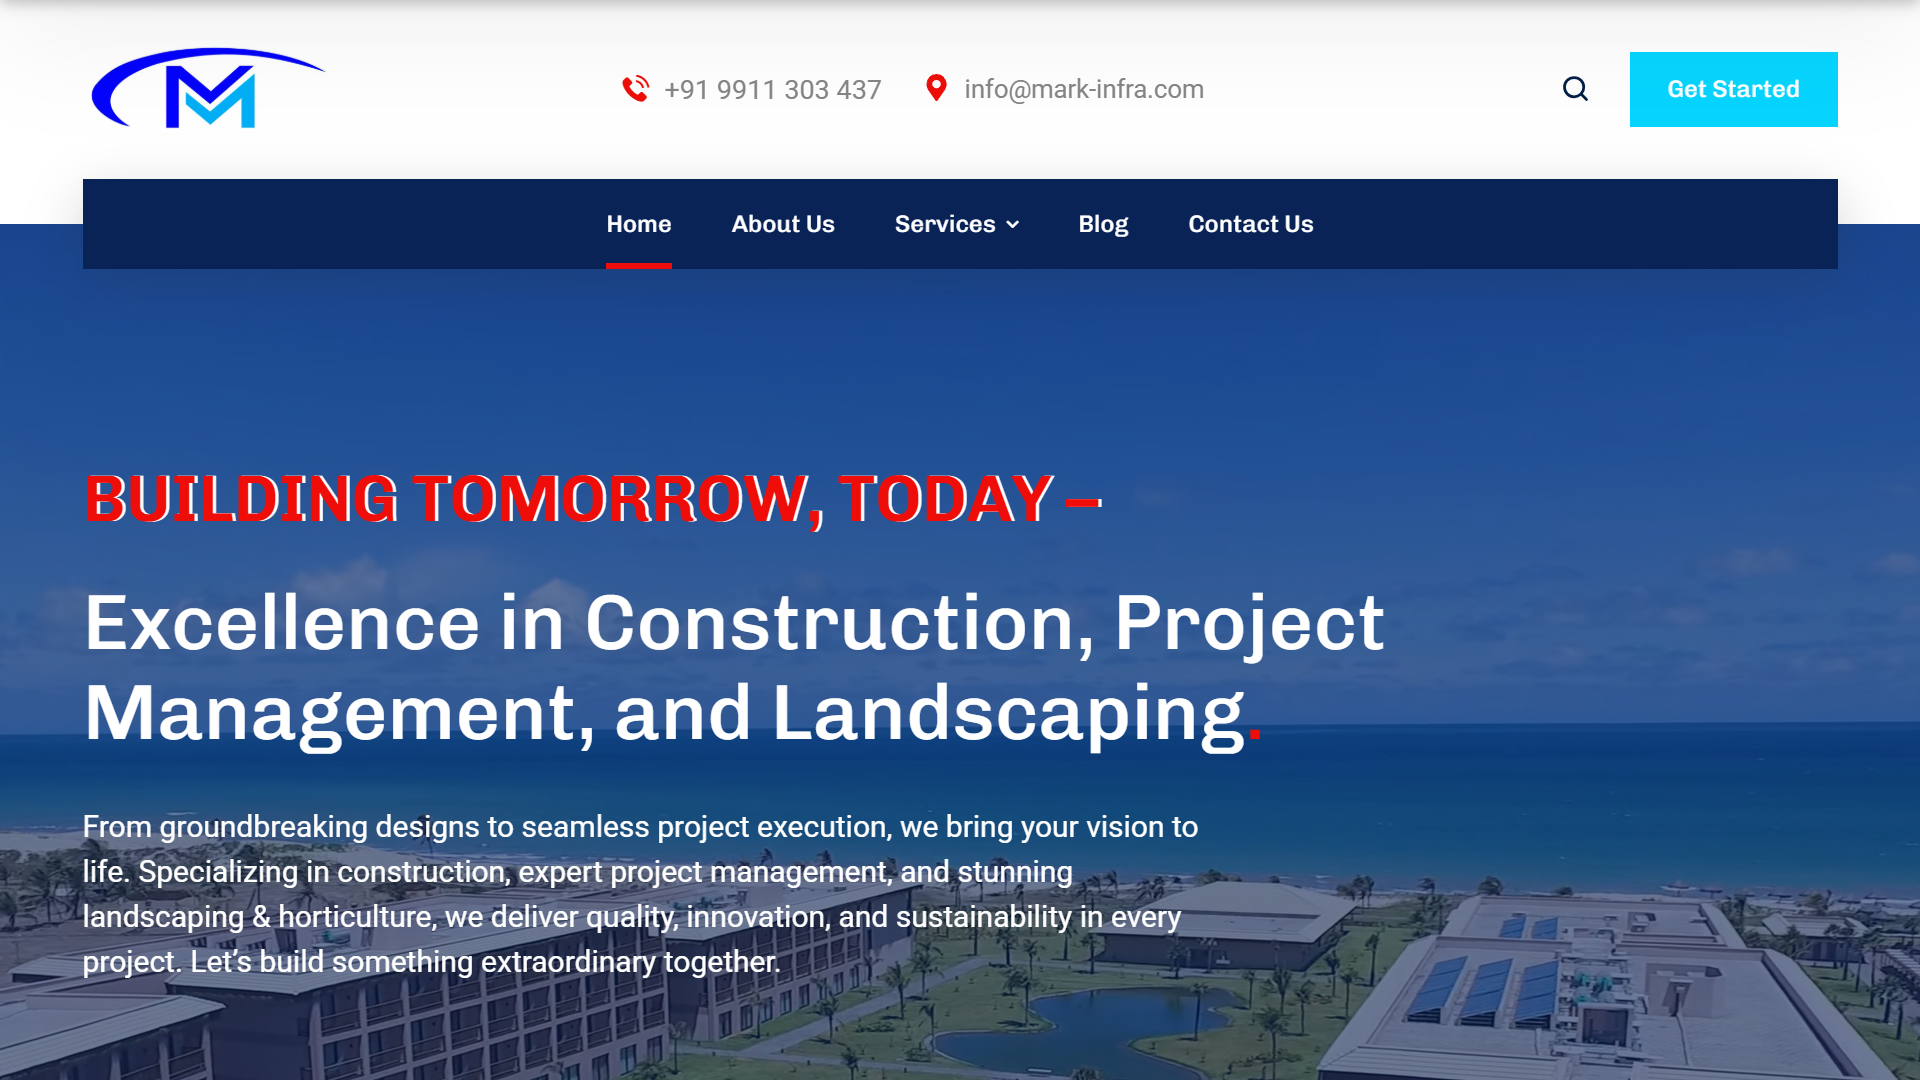 M
+91 9911 303 437
info@mark-infra.com
Get Started
Home
About Us
Services
Blog
Contact Us
BUILDING TOMORROW, TODAY –
Excellence in Construction, Project
Management, and Landscaping.
From groundbreaking designs to seamless project execution, we bring your vision to
life. Specializing in construction, expert project management, and stunning
landscaping & horticulture, we deliver quality, innovation, and sustainability in every
project. Let’s build something extraordinary together.